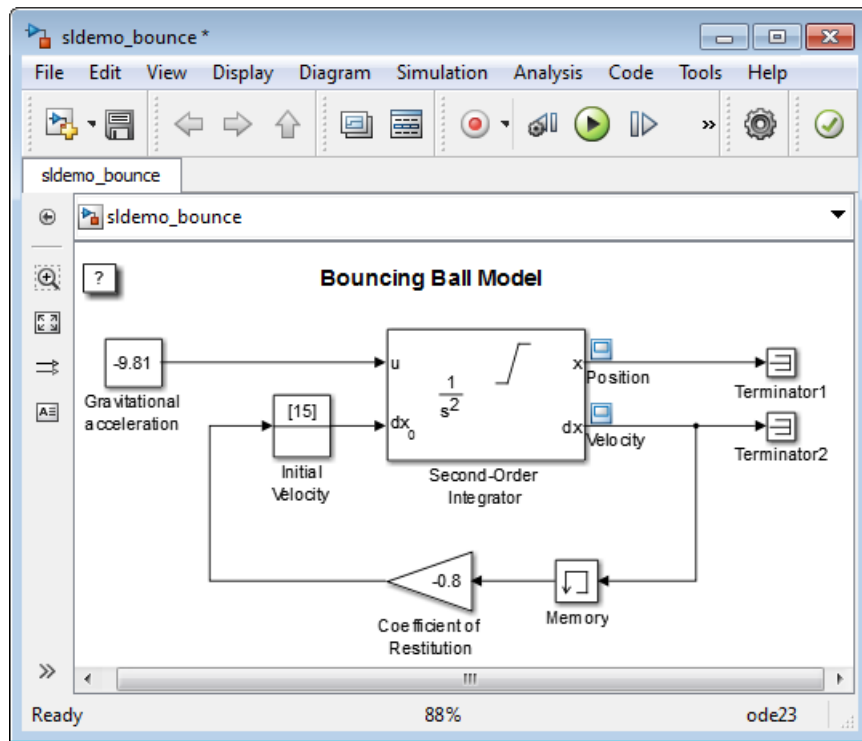 sldemo_bounce *
File Edit View Display Diagram Simulation Analysis Code Tools Help
»
sldemo_bounce
sldemo_bounce
?
Bouncing Ball Model
-9.81
Gravitational
acceleration
[15]
Initial
Velocity
u
dx0
1
s2
x
dx
Second-Order
Integrator
Position
Velocity
Terminator1
Terminator2
-0.8
Coefficient of
Restitution
Memory
A
»
Ready 88% ode23